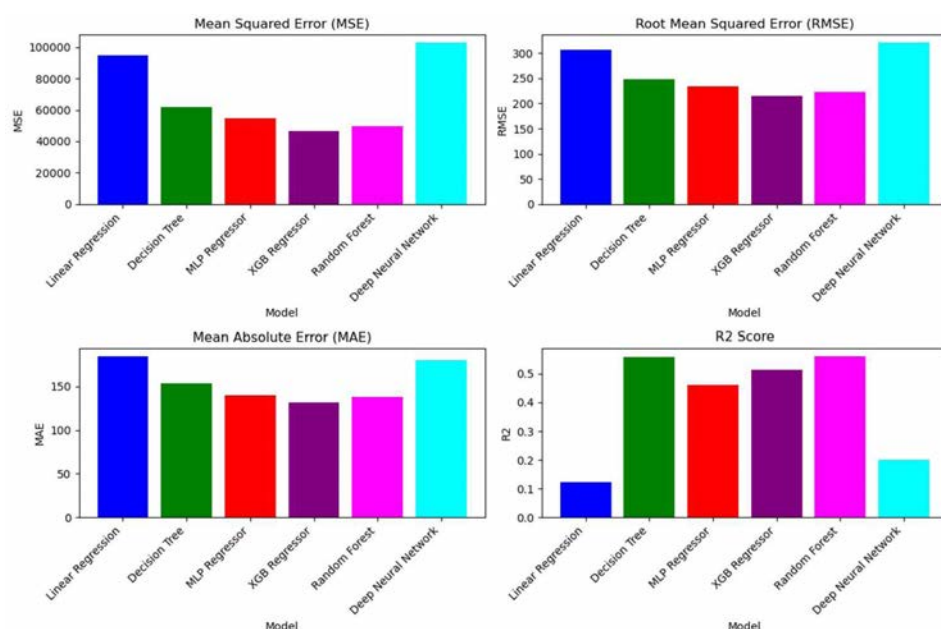 Mean Squared Error (MSE)
MSE
100000
80000
60000
40000
20000
0
Linear Regression
Decision Tree
MLP Regressor
XGB Regressor
Random Forest
Deep Neural Network
Model
Root Mean Squared Error (RMSE)
RMSE
300
250
200
150
100
50
0
Linear Regression
Decision Tree
MLP Regressor
XGB Regressor
Random Forest
Deep Neural Network
Model
Mean Absolute Error (MAE)
MAE
150
100
50
0
Linear Regression
Decision Tree
MLP Regressor
XGB Regressor
Random Forest
Deep Neural Network
Model
R2 Score
R2
0.5
0.4
0.3
0.2
0.1
0.0
Linear Regression
Decision Tree
MLP Regressor
XGB Regressor
Random Forest
Deep Neural Network
Model